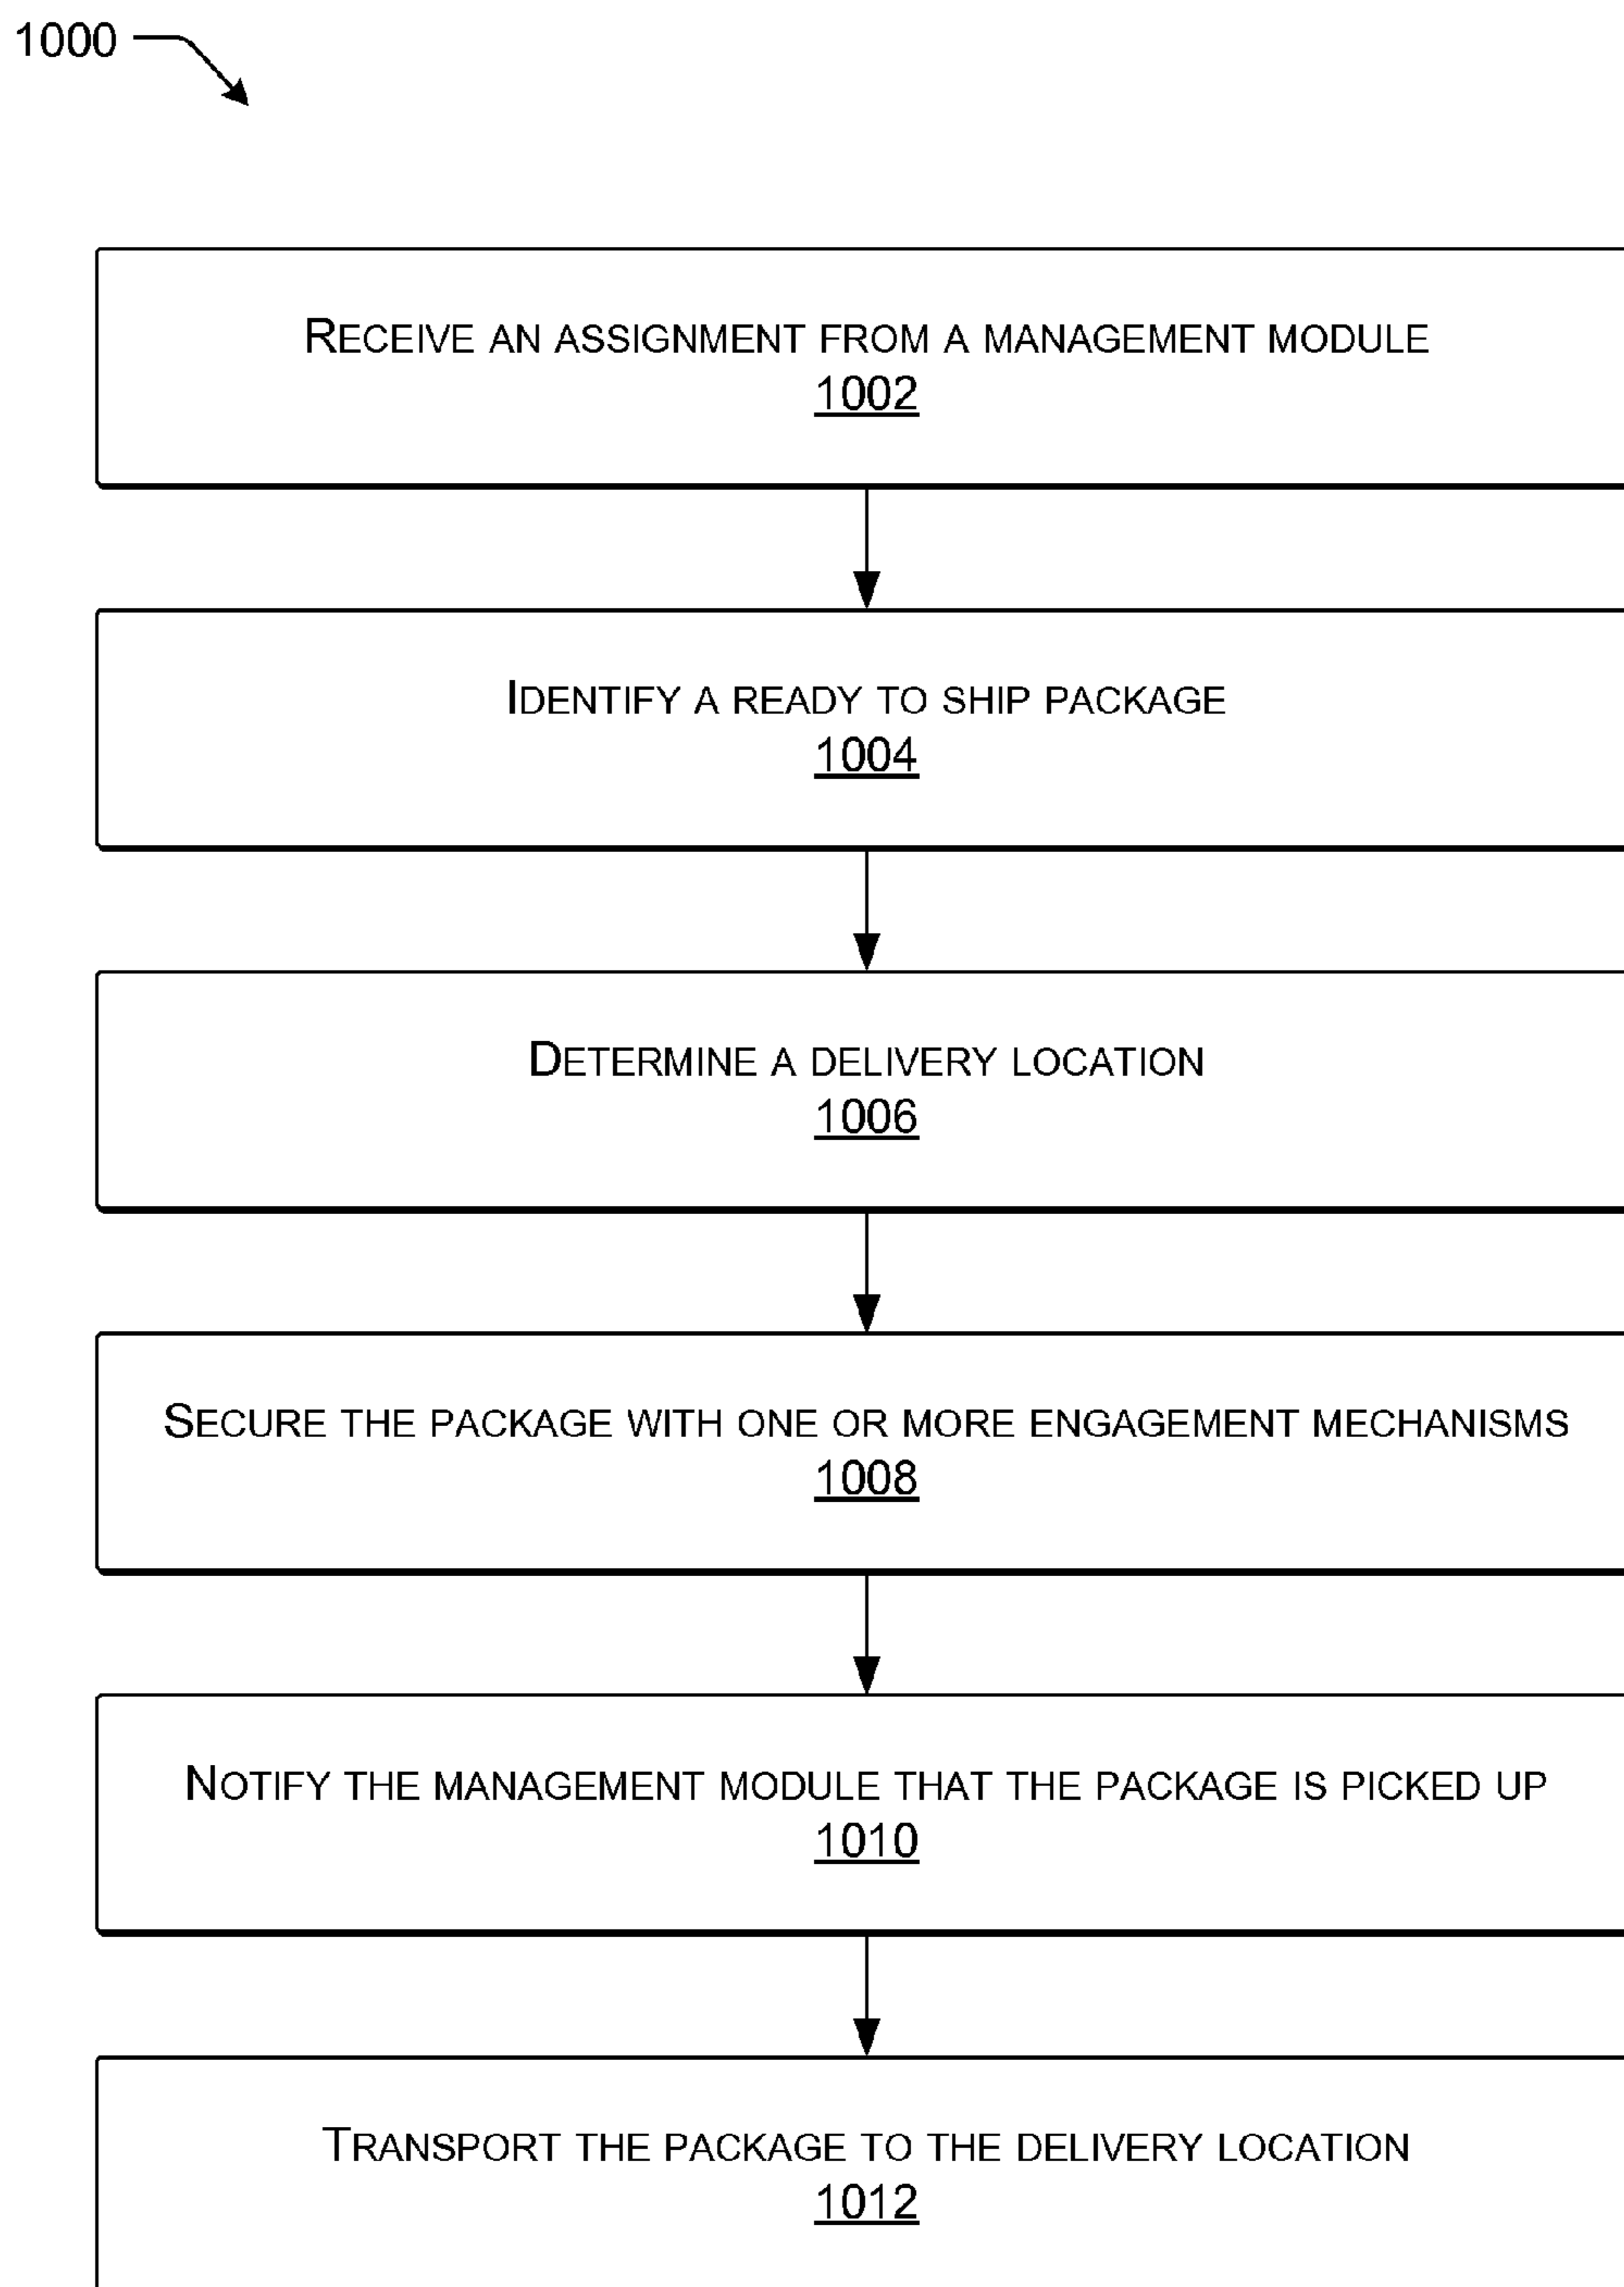 1000
RECEIVE AN ASSIGNMENT FROM A MANAGEMENT MODULE
1002
IDENTIFY A READY TO SHIP PACKAGE
1004
DETERMINE A DELIVERY LOCATION
1006
SECURE THE PACKAGE WITH ONE OR MORE ENGAGEMENT MECHANISMS
1008
NOTIFY THE MANAGEMENT MODULE THAT THE PACKAGE IS PICKED UP
1010
TRANSPORT THE PACKAGE TO THE DELIVERY LOCATION
1012